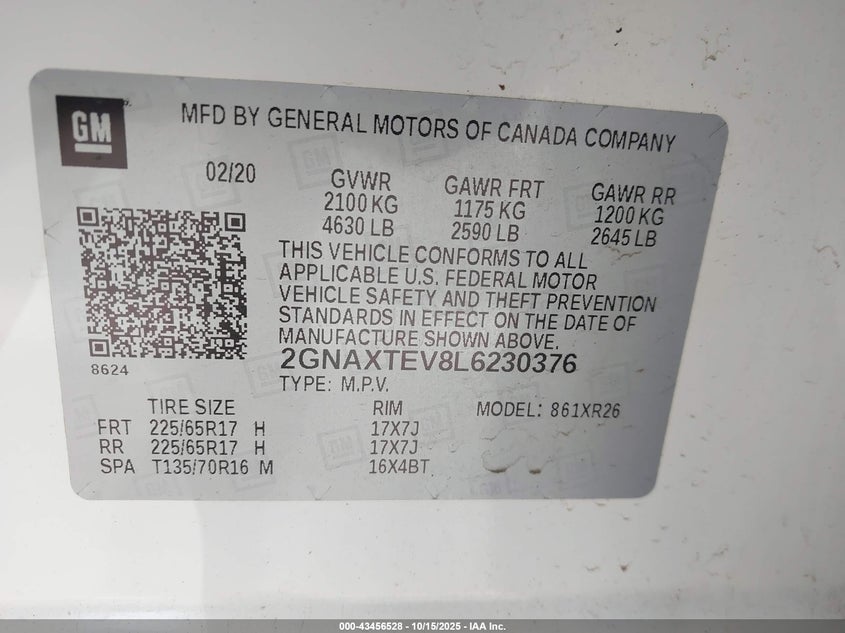 GM
MFD BY GENERAL MOTORS OF CANADA COMPANY
02/20
GVWR GAWR FRT GAWR RR
2100 KG 1175 KG 1200 KG
4630 LB 2590 LB 2645 LB
THIS VEHICLE CONFORMS TO ALL
APPLICABLE U.S. FEDERAL MOTOR
VEHICLE SAFETY AND THEFT PREVENTION
STANDARDS IN EFFECT ON THE DATE OF
MANUFACTURE SHOWN ABOVE.
8624
2GNAXTEV8L6230376
TYPE: M.P.V.
TIRE SIZE RIM MODEL: 861XR26
FRT 225/65R17 H 17X7J
RR 225/65R17 H 17X7J
SPA T135/70R16 M 16X4BT
000-43456528 - 10/15/2025 - IAA Inc.